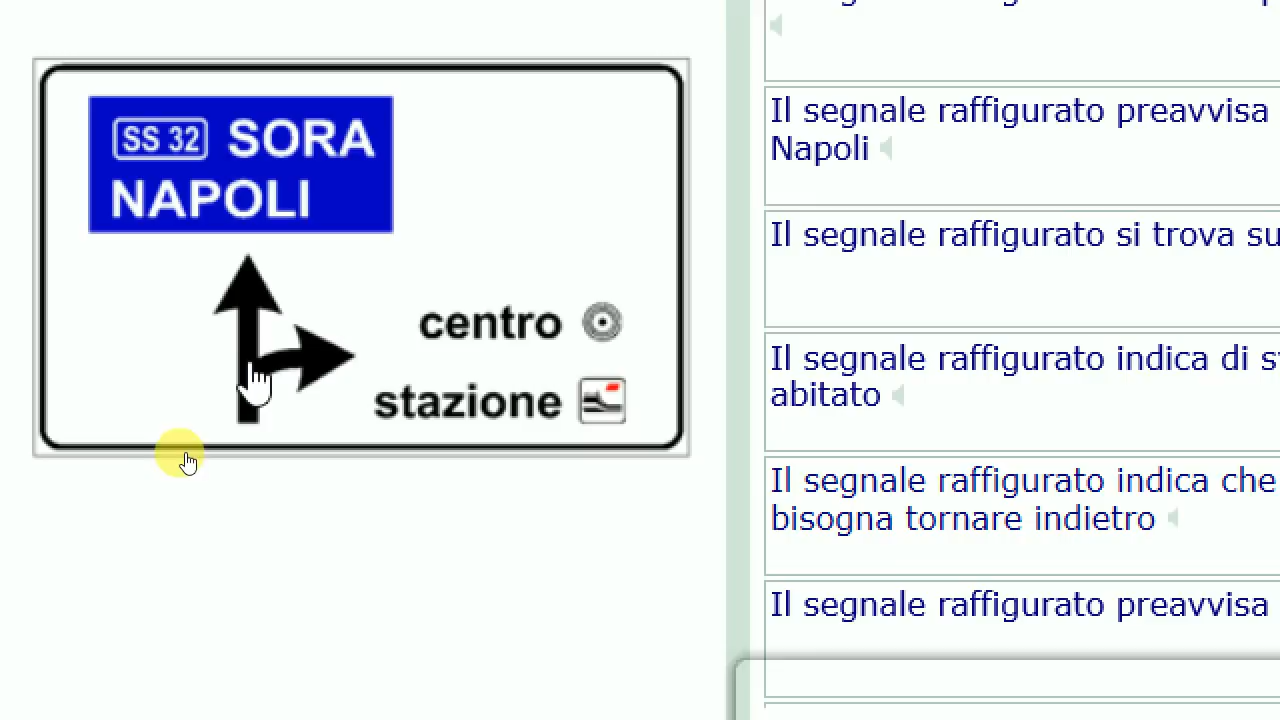 SS 32 SORA
NAPOLI
centro
stazione
Il segnale raffigurato preavvisa
Napoli
Il segnale raffigurato si trova su
Il segnale raffigurato indica di
abitato
Il segnale raffigurato indica che
bisogna tornare indietro
Il segnale raffigurato preavvisa